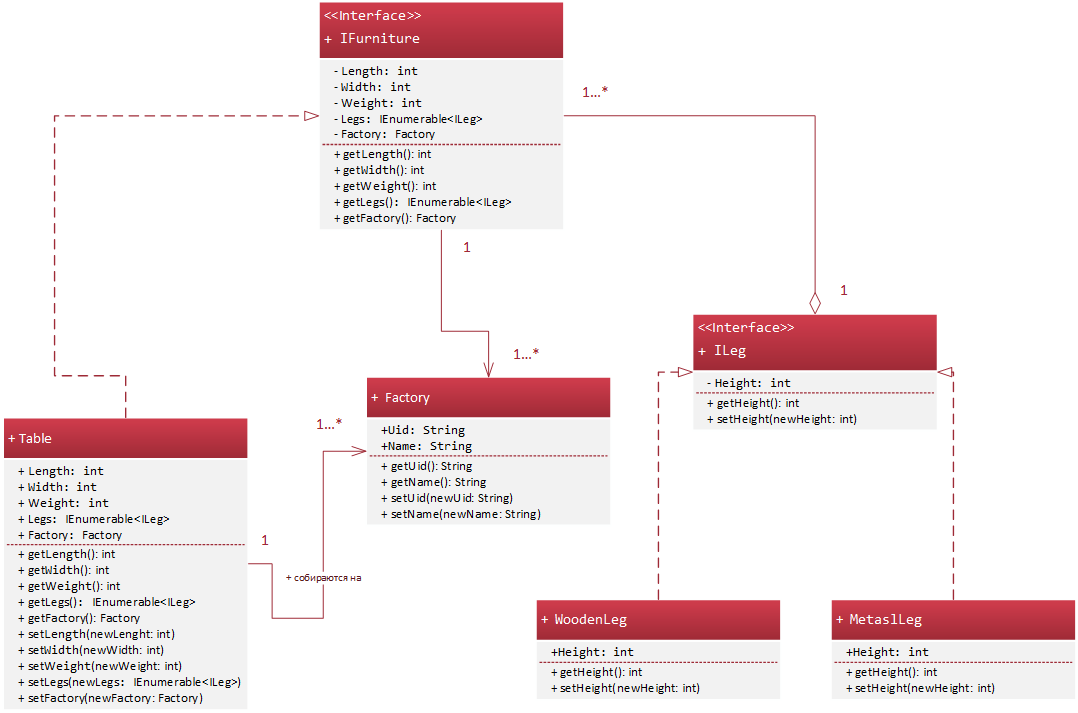 <<Interface>>
+ IFurniture
- Length: int
- Width: int
- Weight: int
- Legs: IEnumerable<ILeg>
- Factory: Factory
+ getLength(): int
+ getWidth(): int
+ getWeight(): int
+ getLegs(): IEnumerable<ILeg>
+ getFactory(): Factory
1...*
1
1
1...*
<<Interface>>
+ ILeg
- Height: int
+ getHeight(): int
+ setHeight(newHeight: int)
+ Factory
+Uid: String
+Name: String
+ getUid(): String
+ getName(): String
+ setUid(newUid: String)
+ setName(newName: String)
1...*
1
+ собираются на
+ Table
+ Length: int
+ Width: int
+ Weight: int
+ Legs: IEnumerable<ILeg>
+ Factory: Factory
+ getLength(): int
+ getWidth(): int
+ getWeight(): int
+ getLegs(): IEnumerable<ILeg>
+ getFactory(): Factory
+ setLength(newLenght: int)
+ setWidth(newWidth: int)
+ setWeight(newWeight: int)
+ setLegs(newLegs: IEnumerable<ILeg>)
+ setFactory(newFactory: Factory)
+ WoodenLeg
+Height: int
+ getHeight(): int
+ setHeight(newHeight: int)
+ MetaslLeg
+Height: int
+ getHeight(): int
+ setHeight(newHeight: int)